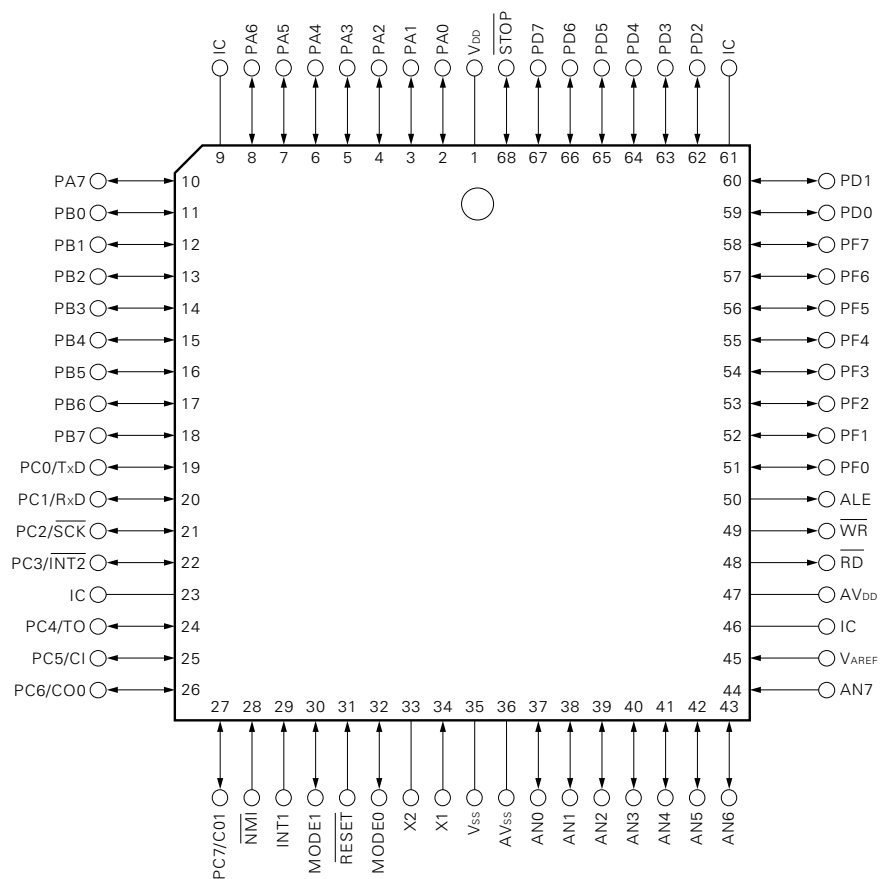 IC
PA6
PA5
PA4
PA3
PA2
PA1
PA0
VDD
STOP
PD7
PD6
PD5
PD4
PD3
PD2
IC
9 8 7 6 5 4 3 2 1 68 67 66 65 64 63 62 61
PA7 10
PB0 11
PB1 12
PB2 13
PB3 14
PB4 15
PB5 16
PB6 17
PB7 18
PC0/TxD 19
PC1/RxD 20
PC2/SCK 21
PC3/INT2 22
IC 23
PC4/TO 24
PC5/CI 25
PC6/CO0 26
60 PD1
59 PD0
58 PF7
57 PF6
56 PF5
55 PF4
54 PF3
53 PF2
52 PF1
51 PF0
50 ALE
49 WR
48 RD
47 AVDD
46 IC
45 VAREF
44 AN7
27 28 29 30 31 32 33 34 35 36 37 38 39 40 41 42 43
PC7/C01
NMI
INT1
MODE1
RESET
MODE0
X2
X1
VSS
AVSS
AN0
AN1
AN2
AN3
AN4
AN5
AN6